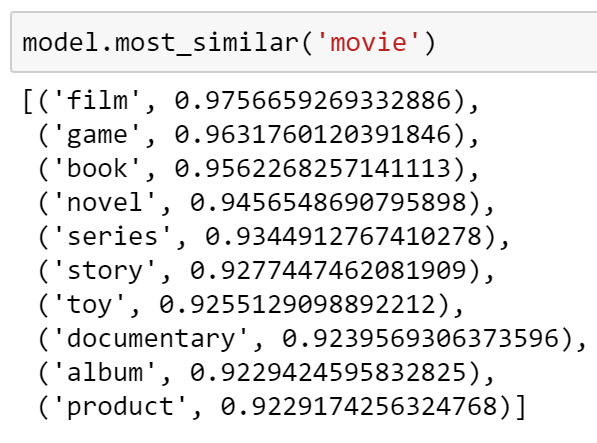 model.most_similar('movie')
[('film', 0.9756659269332886),
('game', 0.9631760120391846),
('book', 0.9562268257141113),
('novel', 0.9456548690795898),
('series', 0.9344912767410278),
('story', 0.9277447462081909),
('toy', 0.9255129098892212),
('documentary', 0.9239569306373596),
('album', 0.9229424595832825),
('product', 0.9229174256324768)]